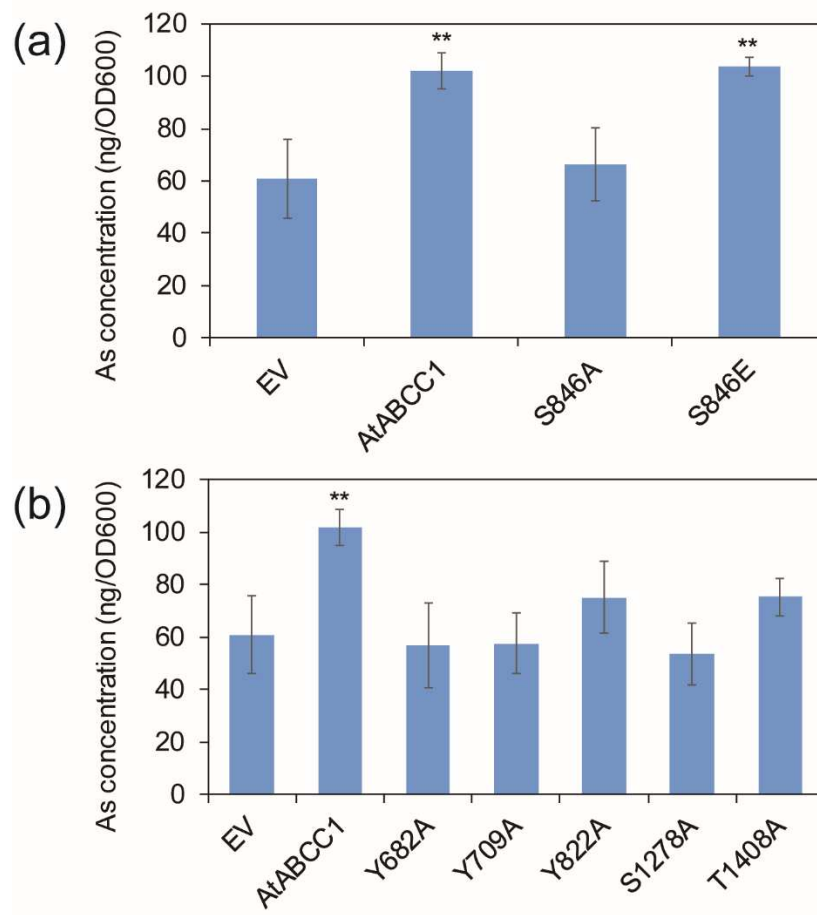 (a)
As concentration (ng/OD600)
120
100
80
60
40
20
0
**
**
EV
AtABCC1
S846A
S846E
(b)
As concentration (ng/OD600)
120
100
80
60
40
20
0
**
EV
AtABCC1
Y682A
Y709A
Y822A
S1278A
T1408A